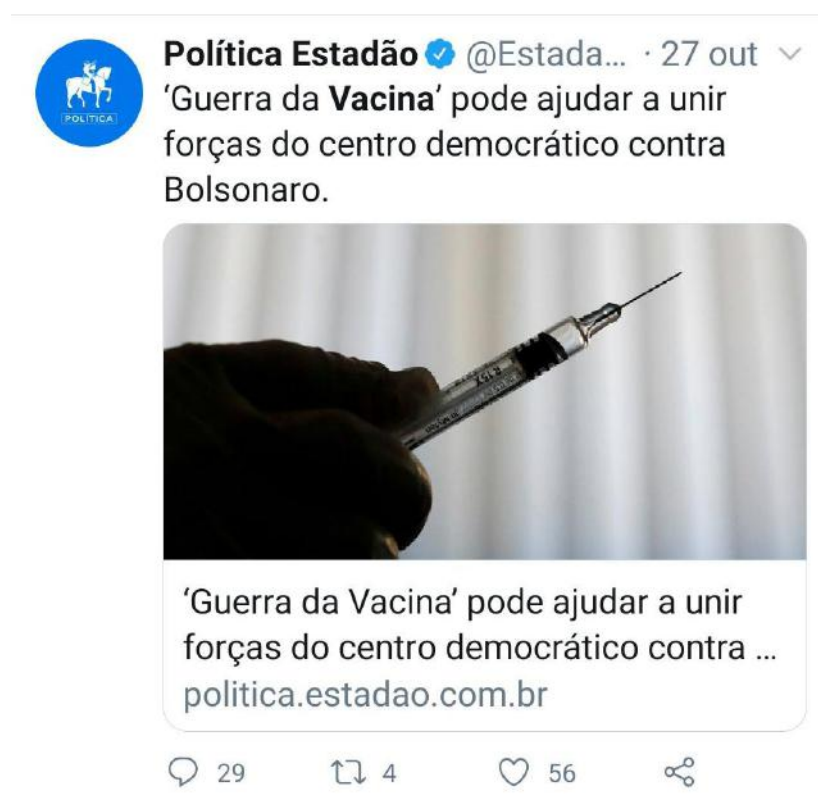 Política Estadão @Estada... · 27 out
POLÍTICA
‘Guerra da Vacina’ pode ajudar a unir
forças do centro democrático contra
Bolsonaro.
‘Guerra da Vacina’ pode ajudar a unir
forças do centro democrático contra ...
politica.estadao.com.br
29 4 56